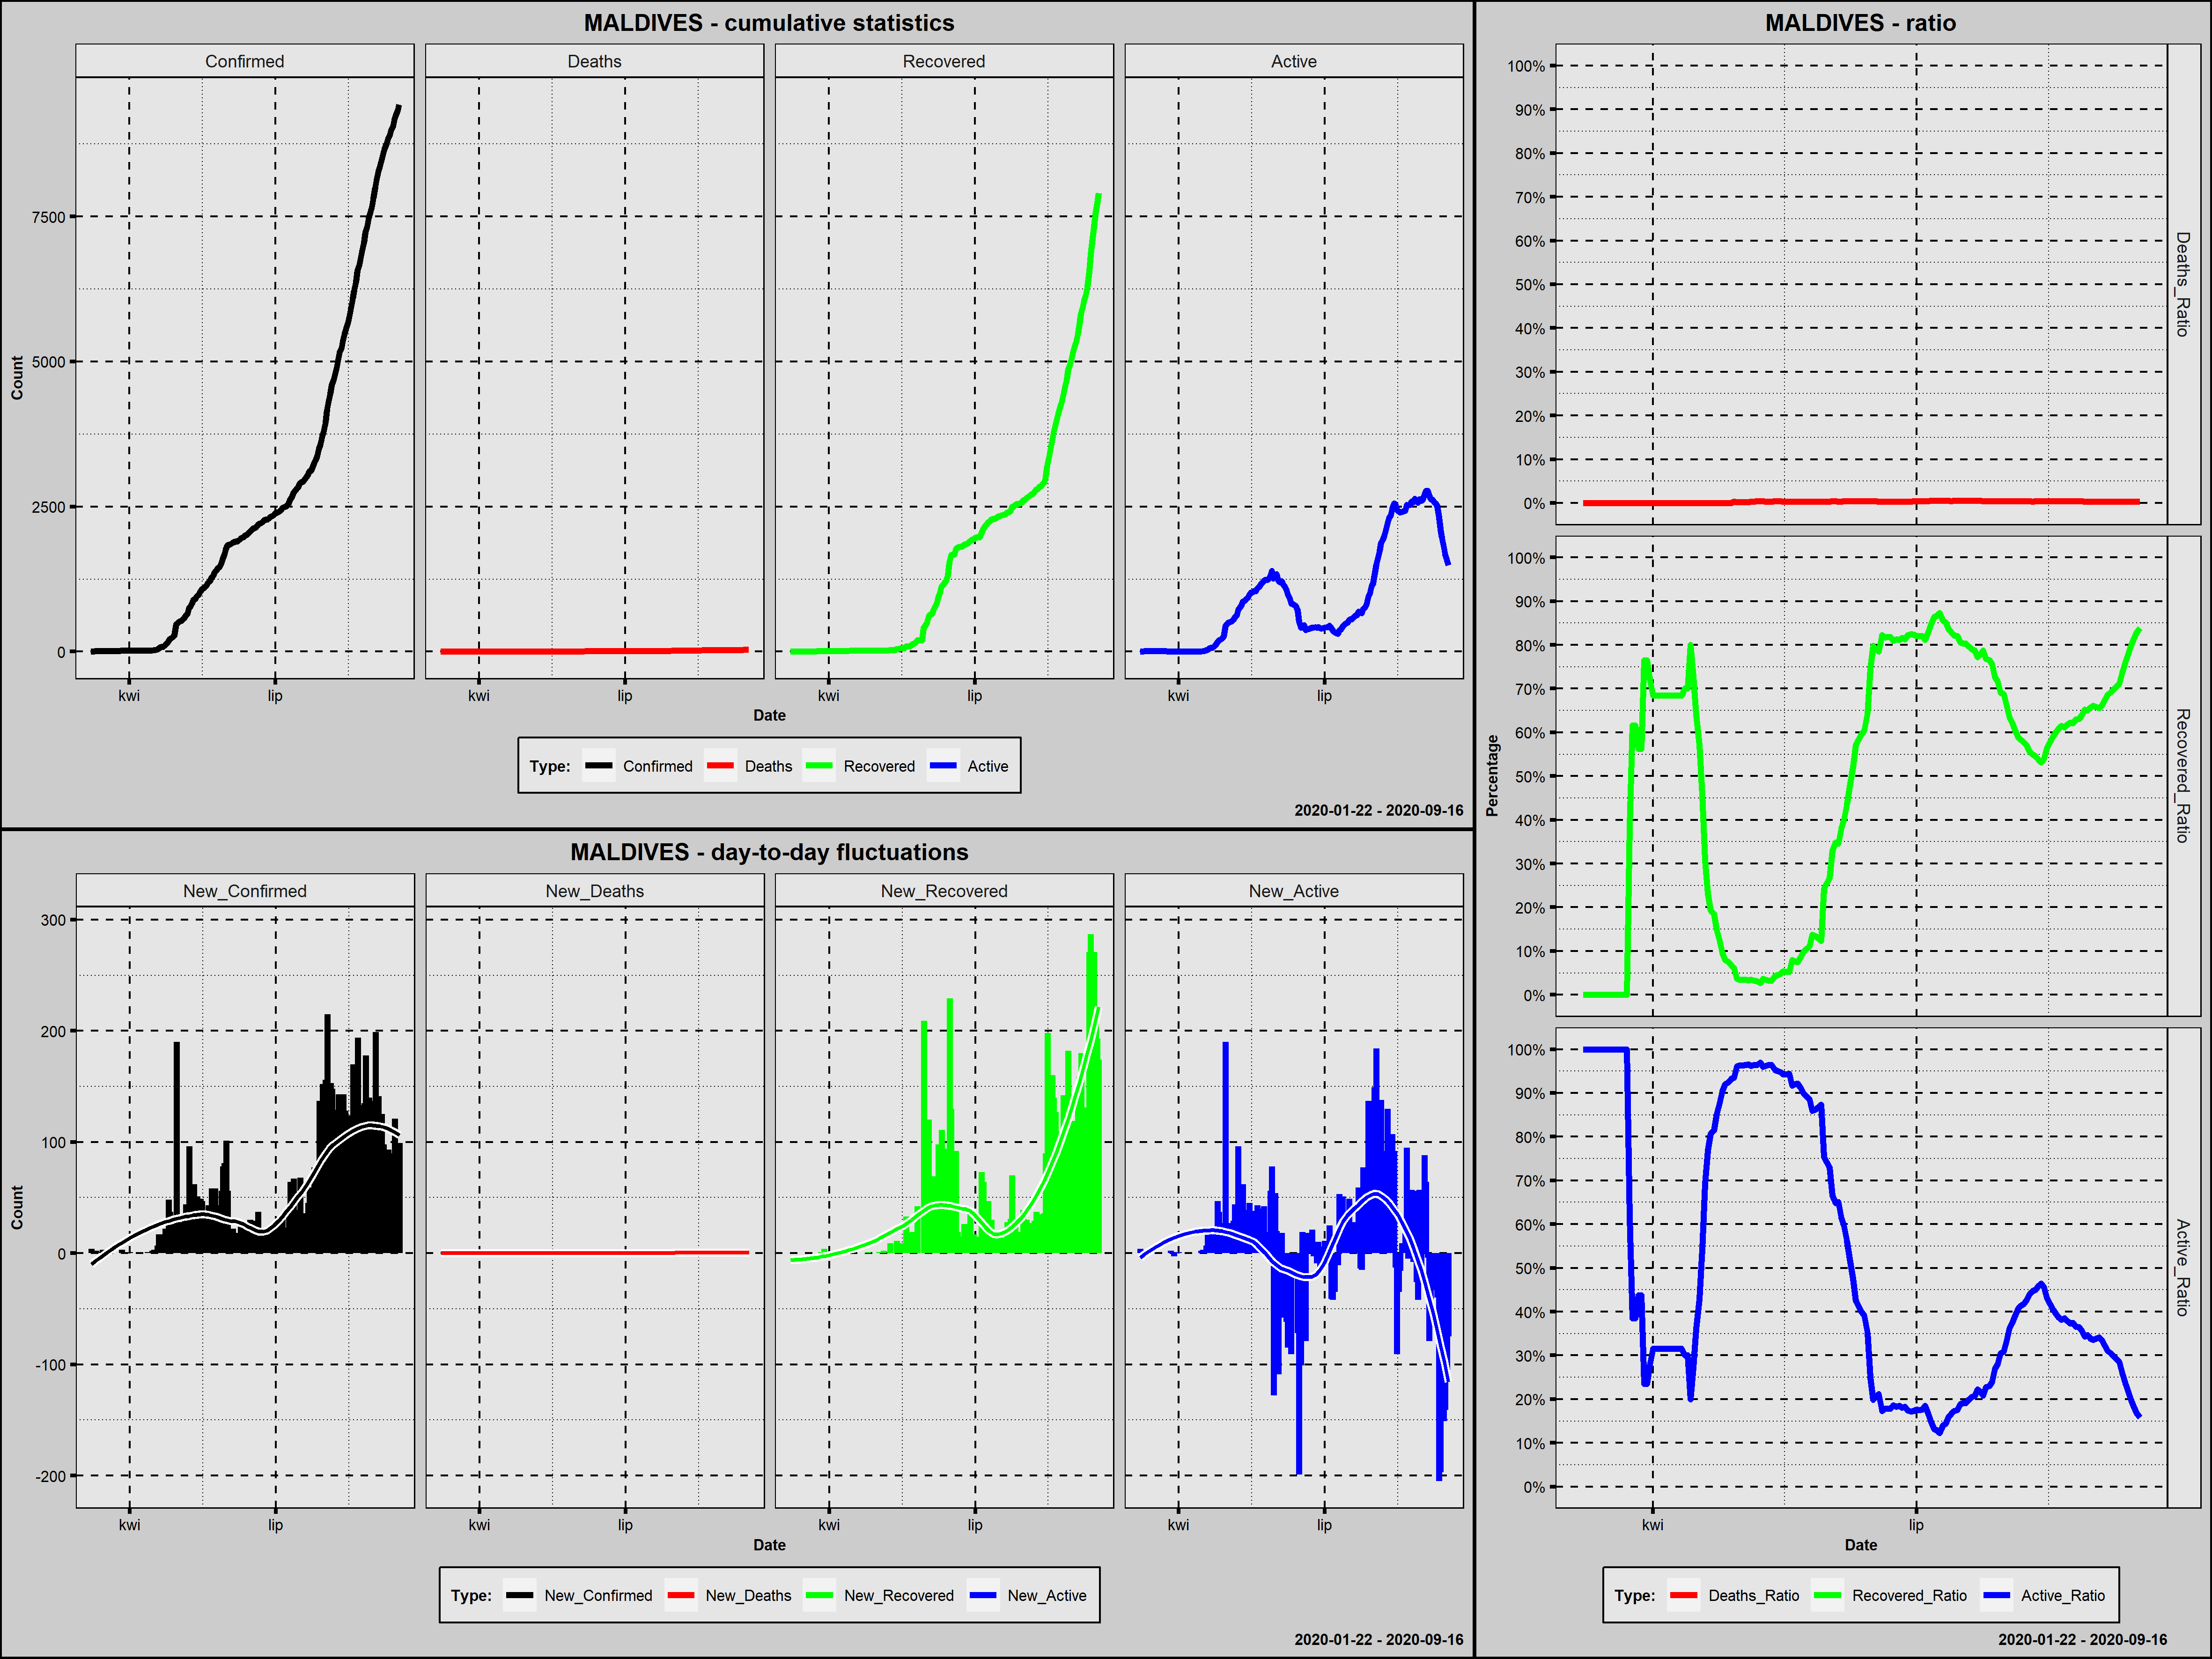 MALDIVES - cumulative statistics
Confirmed Deaths Recovered Active
7500
5000
2500
0
Count
kwi lip kwi lip kwi lip kwi lip
Date
Type: Confirmed Deaths Recovered Active
2020-01-22 - 2020-09-16
MALDIVES - day-to-day fluctuations
New_Confirmed New_Deaths New_Recovered New_Active
300
200
100
0
-100
-200
Count
kwi lip kwi lip kwi lip kwi lip
Date
Type: New_Confirmed New_Deaths New_Recovered New_Active
2020-01-22 - 2020-09-16
MALDIVES - ratio
100%
90%
80%
70%
60%
50%
40%
30%
20%
10%
0%
Deaths_Ratio
100%
90%
80%
70%
60%
50%
40%
30%
20%
10%
0%
Recovered_Ratio
100%
90%
80%
70%
60%
50%
40%
30%
20%
10%
0%
Active_Ratio
Percentage
kwi lip
Date
Type: Deaths_Ratio Recovered_Ratio Active_Ratio
2020-01-22 - 2020-09-16